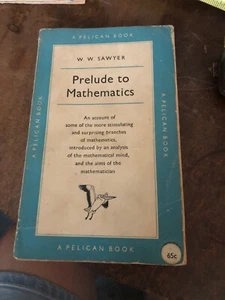 A PELICAN BOOK
W. W. SAWYER
Prelude to
Mathematics
An account of
some of the more stimulating
and surprising branches
of mathematics,
introduced by an analysis
of the mathematical mind,
and the aims of the
mathematician
A PELICAN BOOK
A PELICAN BOOK
A PELICAN BOOK
65c